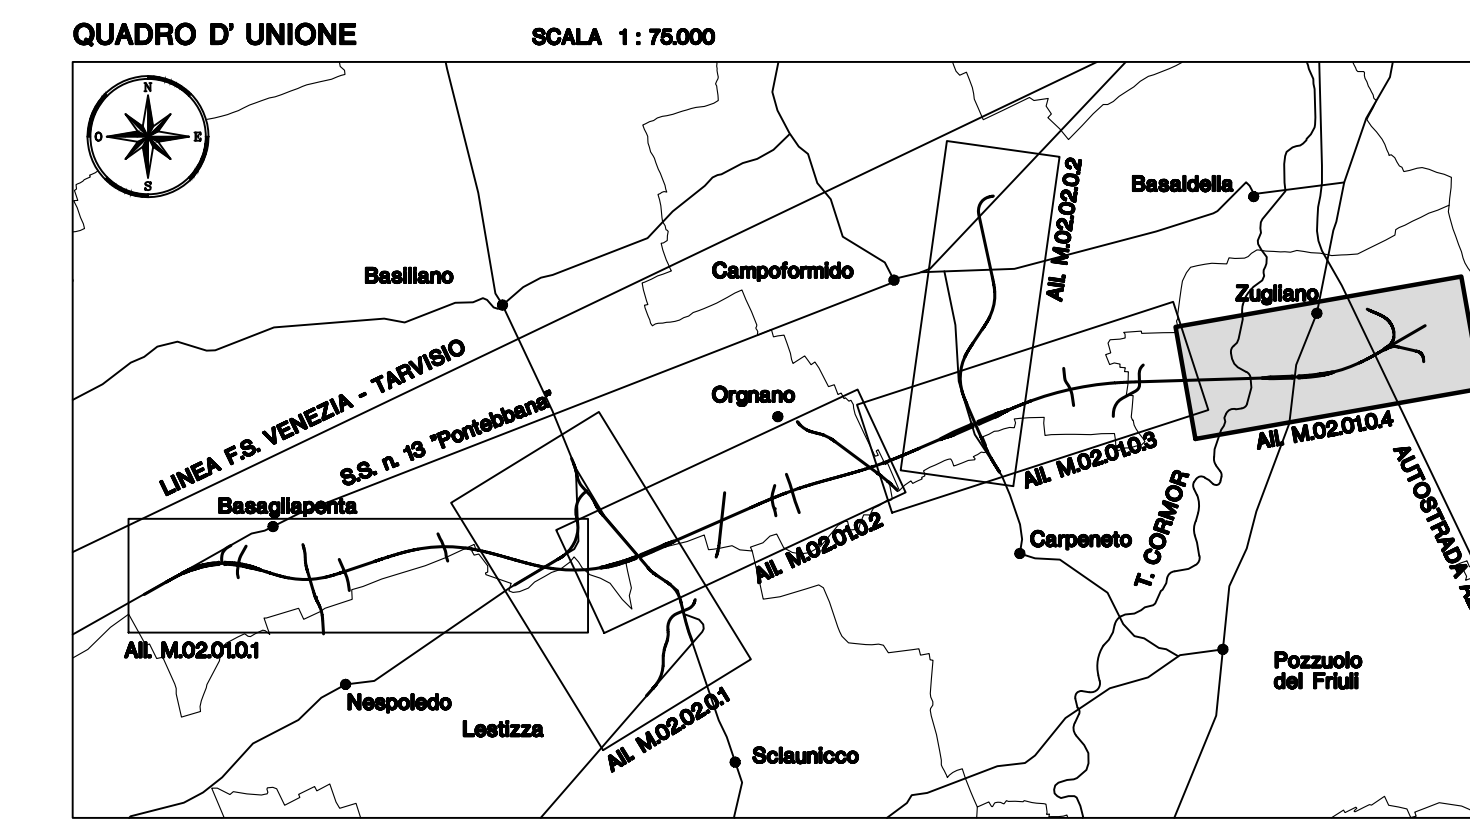 QUADRO D' UNIONE
SCALA 1 : 75.000
N
O
E
S
Basaldella
All. M.02.02.0.2
Basiliano
Campoformido
Zugliano
LINEA F.S. VENEZIA - TARVISIO
S.S. n. 13 "Pontebbana"
Orgnano
All. M.02.01.0.4
All. M.02.01.0.3
Basagliapenta
All. M.02.01.0.2
Carpeneto
T. CORMOR
AUTOSTRADA
All. M.02.01.0.1
Pozzuolo
del Friuli
Nespoledo
Lestizza
All. M.02.02.0.1
Sclaunicco